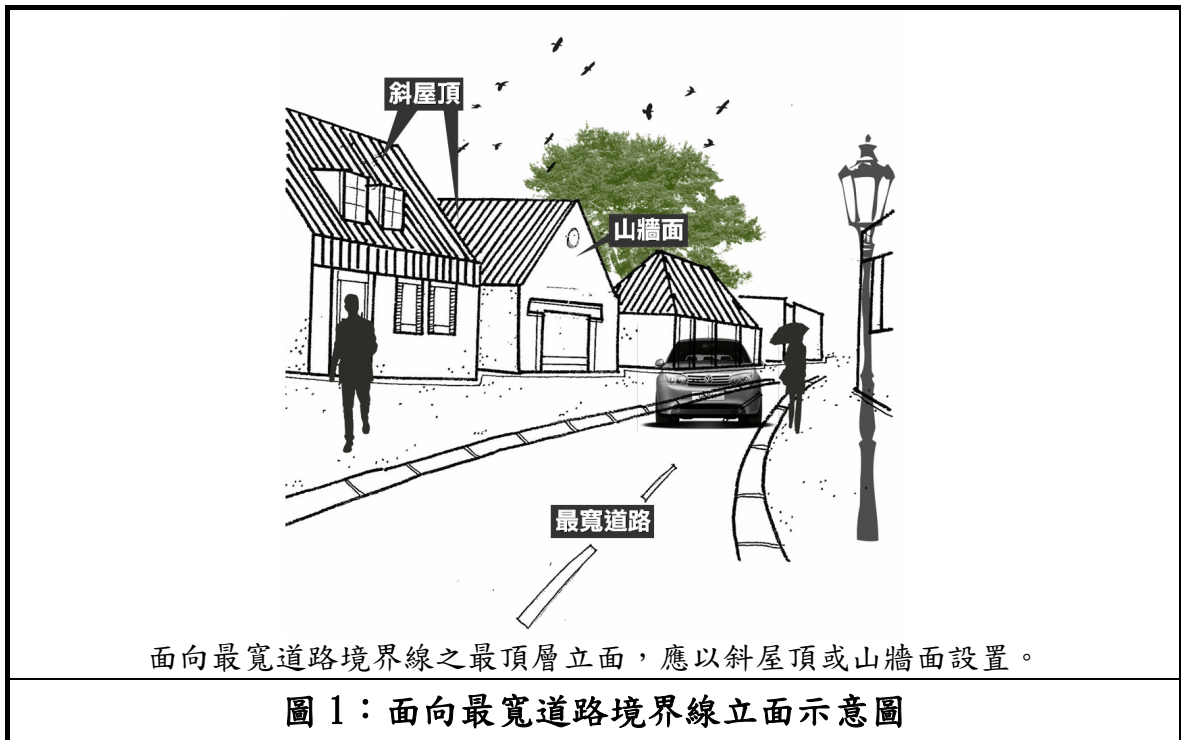 斜屋頂
山牆面
最寬道路
面向最寬道路境界線之最頂層立面，應以斜屋頂或山牆面設置。
圖 1：面向最寬道路境界線立面示意圖